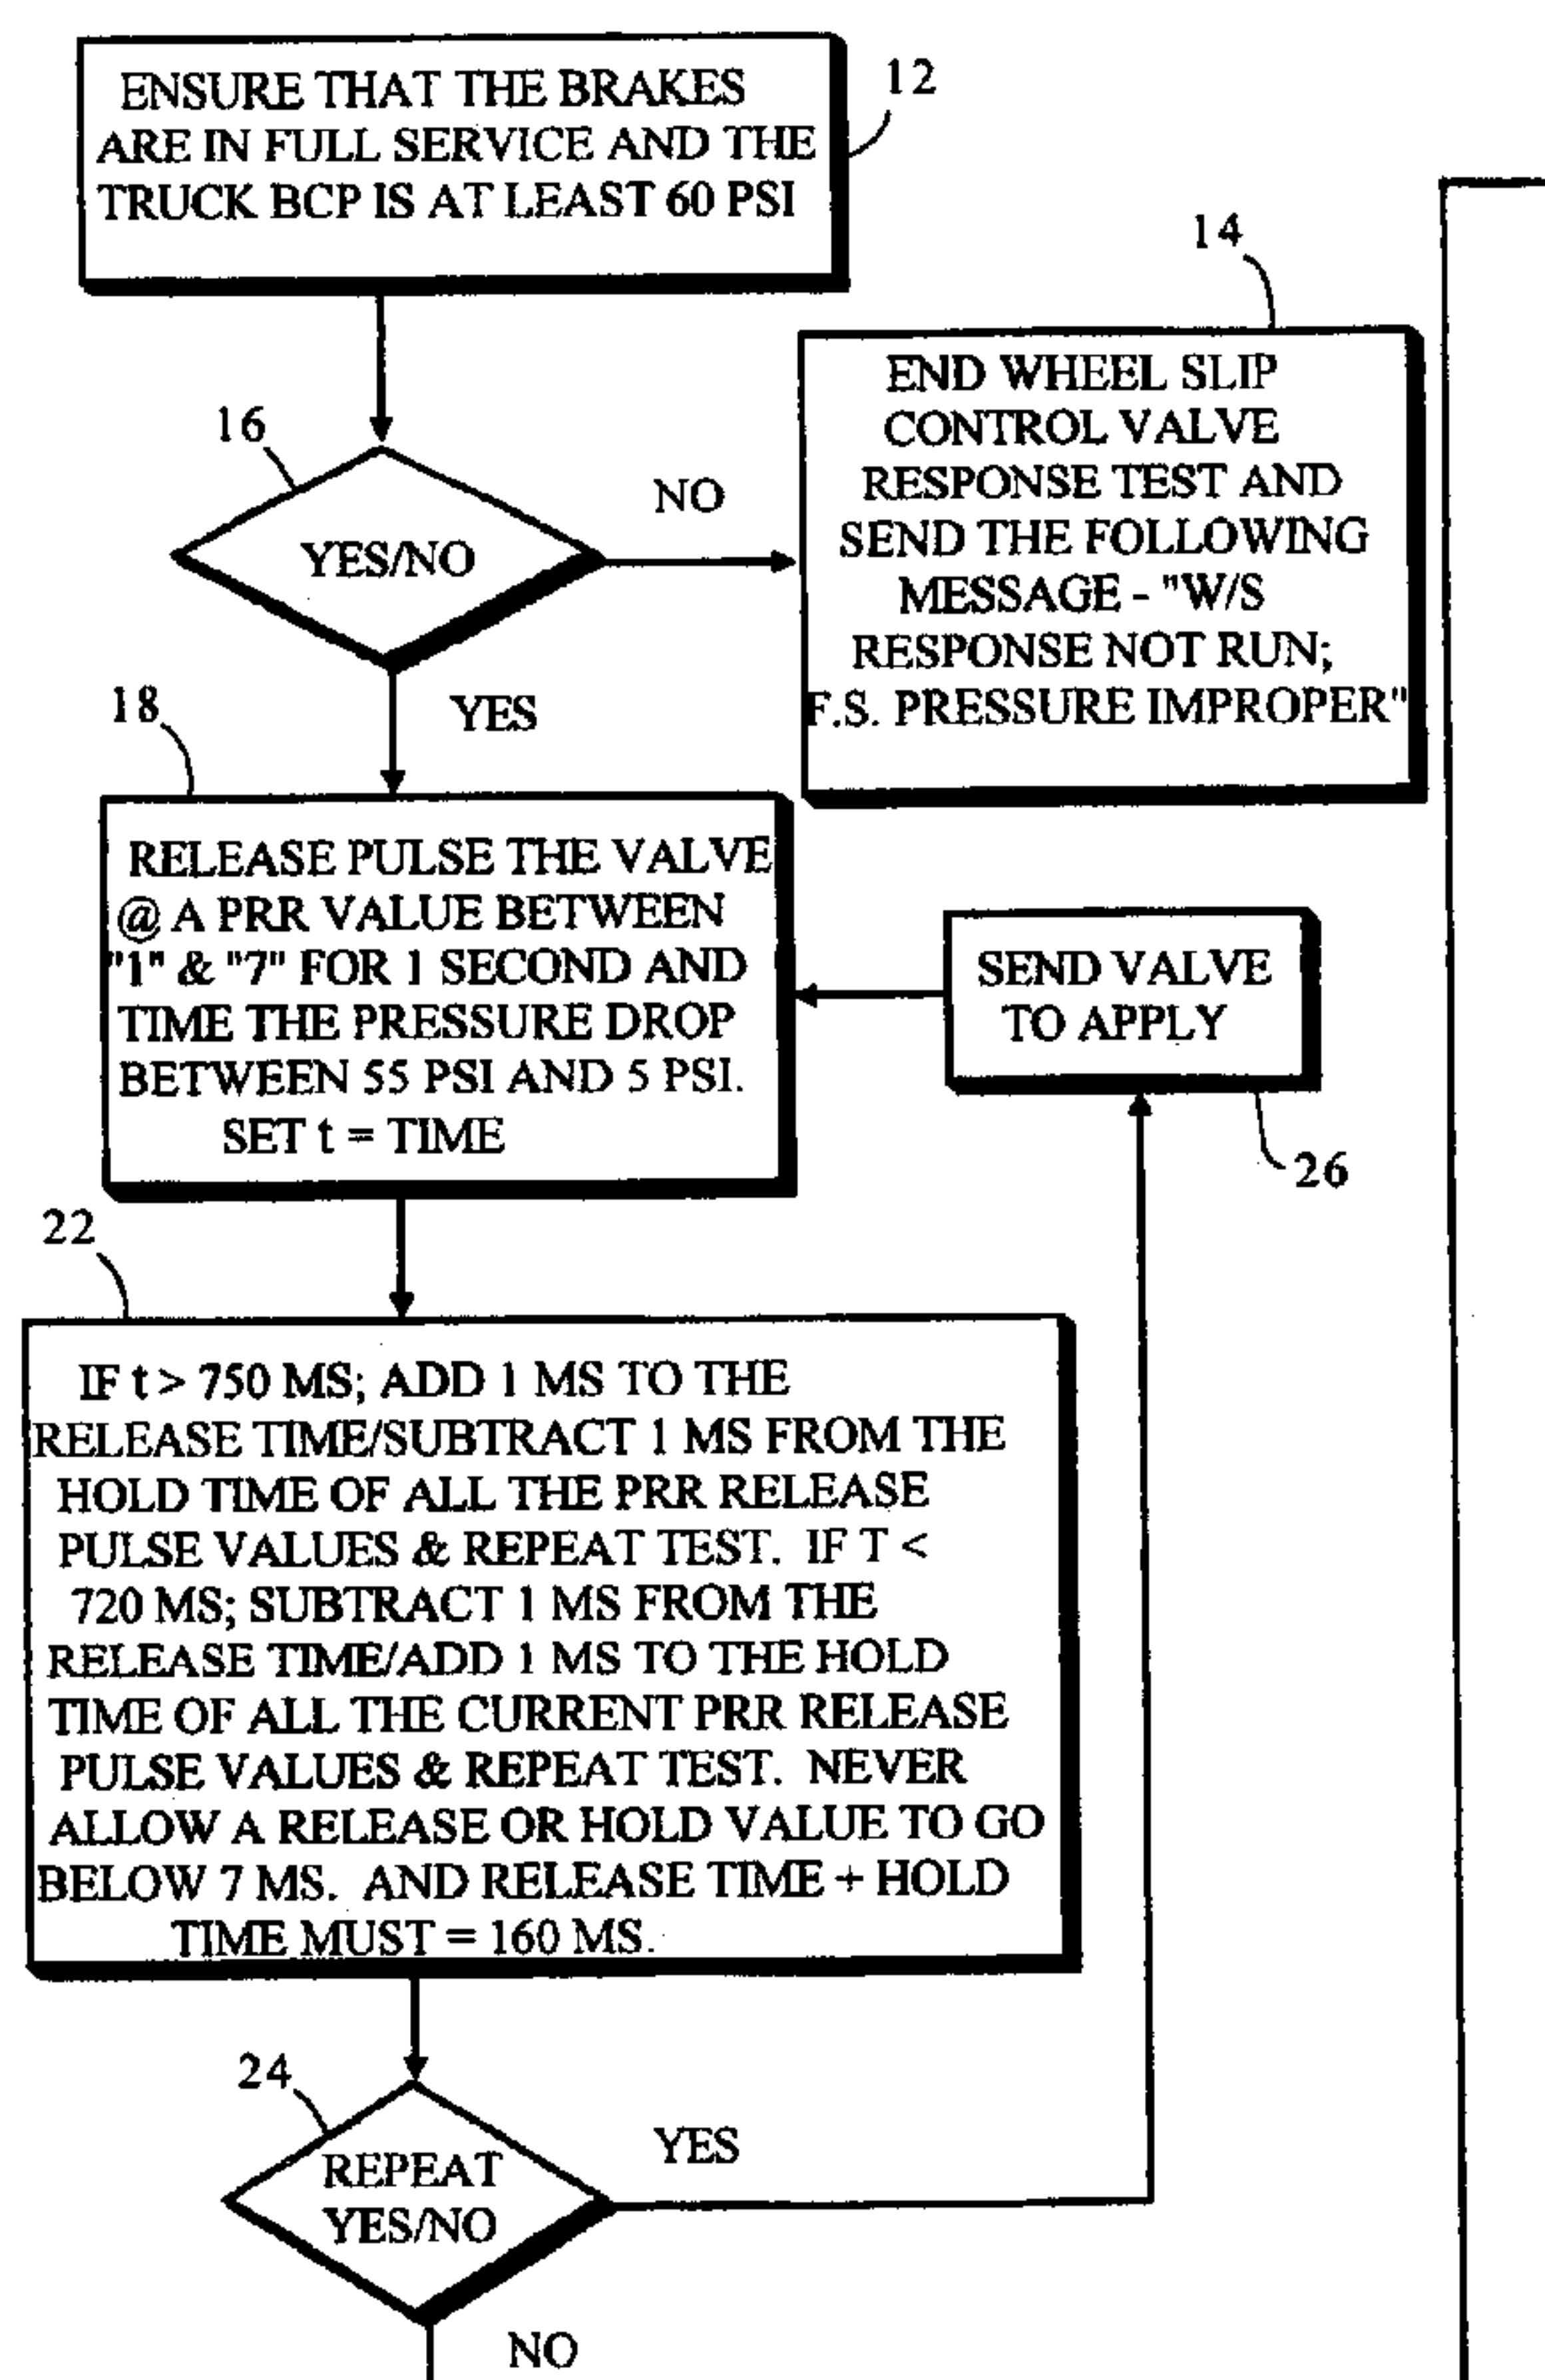 ENSURE THAT THE BRAKES
ARE IN FULL SERVICE AND THE
TRUCK BCP IS AT LEAST 60 PSI
12
14
END WHEEL SLIP
CONTROL VALVE
RESPONSE TEST AND
SEND THE FOLLOWING
MESSAGE - "W/S
RESPONSE NOT RUN;
F.S. PRESSURE IMPROPER"
16
YES/NO
NO
YES
18
RELEASE PULSE THE VALVE
@ A PRR VALUE BETWEEN
"1" & "7" FOR 1 SECOND AND
TIME THE PRESSURE DROP
BETWEEN 55 PSI AND 5 PSI.
SET t = TIME
SEND VALVE
TO APPLY
26
22
IF t > 750 MS; ADD 1 MS TO THE
RELEASE TIME/SUBTRACT 1 MS FROM THE
HOLD TIME OF ALL THE PRR RELEASE
PULSE VALUES & REPEAT TEST. IF T <
720 MS; SUBTRACT 1 MS FROM THE
RELEASE TIME/ADD 1 MS TO THE HOLD
TIME OF ALL THE CURRENT PRR RELEASE
PULSE VALUES & REPEAT TEST. NEVER
ALLOW A RELEASE OR HOLD VALUE TO GO
BELOW 7 MS. AND RELEASE TIME + HOLD
TIME MUST = 160 MS.
24
REPEAT
YES/NO
YES
NO